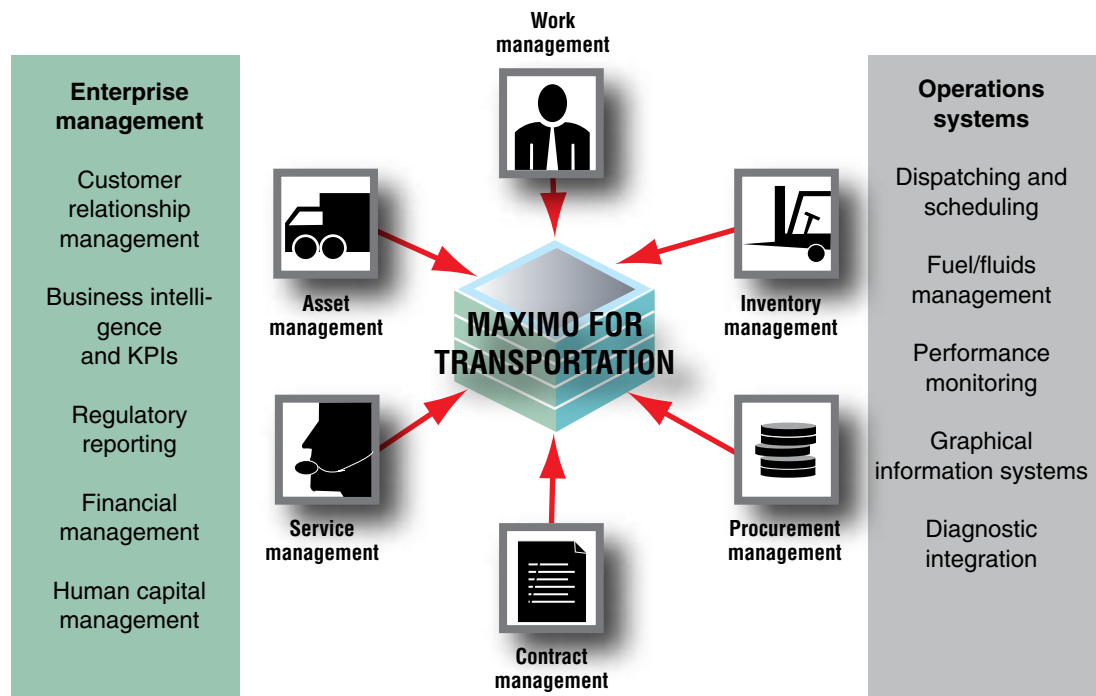 Work
management
Enterprise
management
Customer
relationship
management
Business intelli-
gence
and KPIs
Regulatory
reporting
Financial
management
Human capital
management
Asset
management
Inventory
management
MAXIMO FOR
TRANSPORTATION
Service
management
Procurement
management
Contract
management
Operations
systems
Dispatching and
scheduling
Fuel/fluids
management
Performance
monitoring
Graphical
information systems
Diagnostic
integration